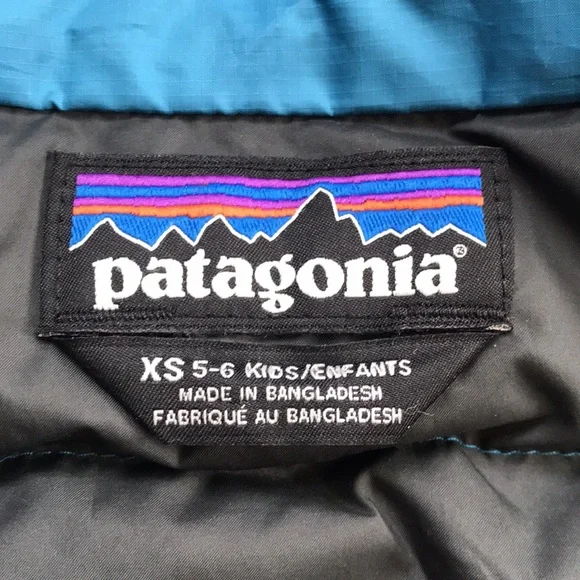 patagonia®
XS 5-6 KIDS/ENFANTS
MADE IN BANGLADESH
FABRIQUÉ AU BANGLADESH